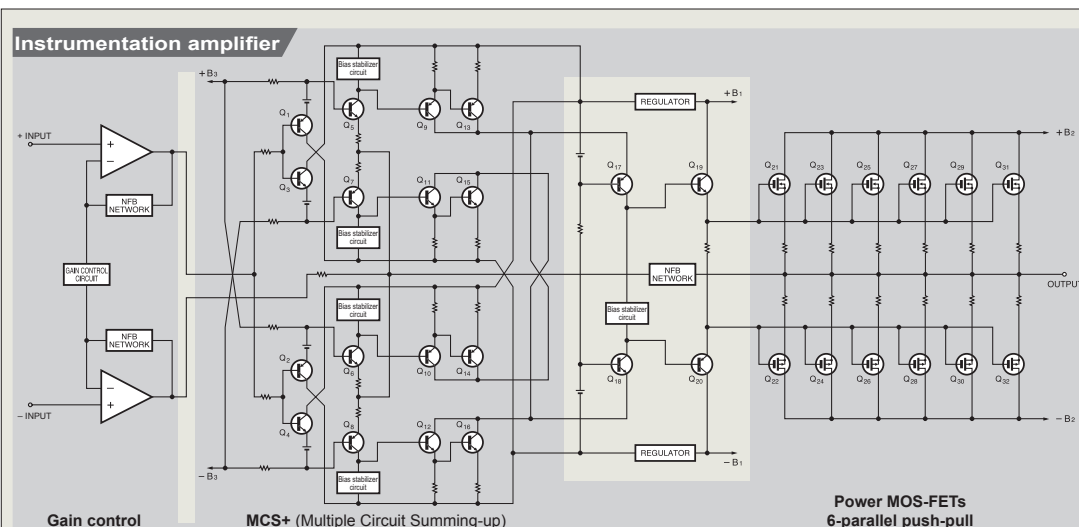 Instrumentation amplifier
+ INPUT
+
−
NFB
NETWORK
GAIN CONTROL
CIRCUIT
NFB
NETWORK
−
+
− INPUT
Gain control
+ B3
− B3
Q1
Q3
Q2
Q4
Bias stabilizer
circuit
Q5
Q9
Q13
Q7
Q11
Q15
Bias stabilizer
circuit
Bias stabilizer
circuit
Q6
Q10
Q14
Q8
Q12
Q16
Bias stabilizer
circuit
MCS+ (Multiple Circuit Summing-up)
REGULATOR
+ B1
Q17
Q19
NFB
NETWORK
Bias stabilizer
circuit
Q18
Q20
REGULATOR
− B1
+ B2
Q21
Q23
Q25
Q27
Q29
Q31
OUTPUT
Q22
Q24
Q26
Q28
Q30
Q32
− B2
Power MOS-FETs
6-parallel push-pull